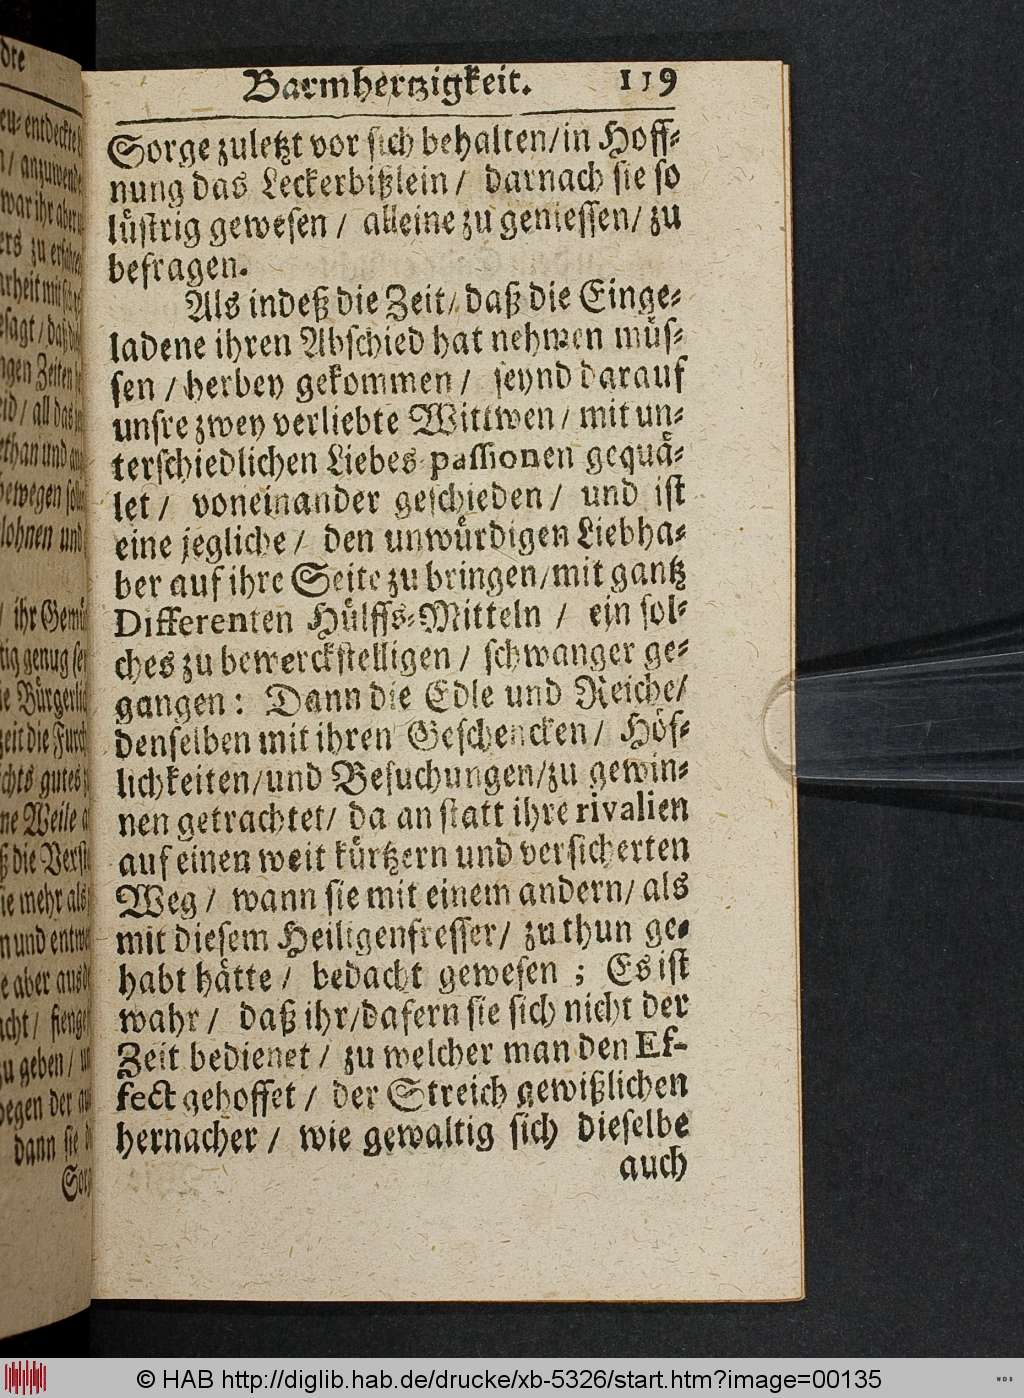 Barmhertzigkeit. 119
Sorge zuletzt vor sich behalten/in Hoff-
nung das Leckerbißlein / darnach sie so
lüstrig gewesen / alleine zu geniessen/ zu
befragen.
Als indeß die Zeit/ daß die Einge-
ladene ihren Abschied hat nehmen müs-
sen / herbey gekommen / seynd darauf
unsre zwey verliebte Wittwen / mit un-
terschiedlichen Liebes passionen gequä-
let / voneinander geschieden / und ist
eine jegliche / den unwürdigen Liebha-
ber auf ihre Seite zu bringen/mit gantz
Differenten Hülffs-Mitteln / ein sol-
ches zu bewerckstelligen / schwanger ge-
gangen: Dann die Edle und Reiche/
denselben mit ihren Geschencken/ Höf-
lichkeiten/und Besuchungen/zu gewin-
nen getrachtet/ da an statt ihre rivalien
auf einen weit kürtzern und versicherten
Weg / wann sie mit einem andern/ als
mit diesem Heiligenfresser/ zu thun ge-
habt hätte / bedacht gewesen ; Es ist
wahr / daß ihr/dafern sie sich nicht der
Zeit bedienet / zu welcher man den Ef-
fect gehoffet / der Streich gewißlichen
hernacher / wie gewaltig sich dieselbe
auch
© HAB http://diglib.hab.de/drucke/xb-5326/start.htm?image=00135